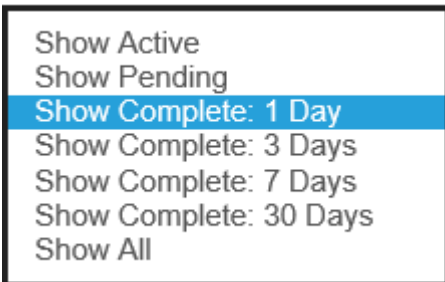 Show Active
Show Pending
Show Complete: 1 Day
Show Complete: 3 Days
Show Complete: 7 Days
Show Complete: 30 Days
Show All